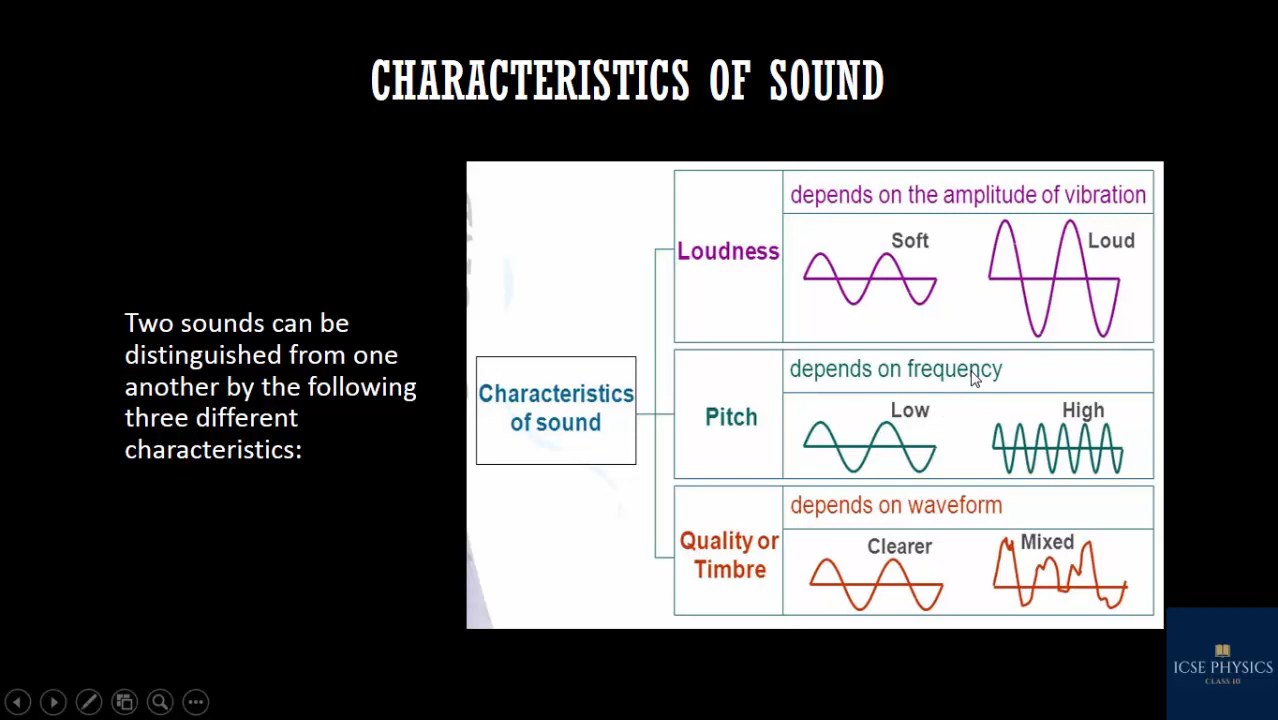 CHARACTERISTICS OF SOUND
Two sounds can be
distinguished from one
another by the following
three different
characteristics:
Characteristics
of sound
Loudness
depends on the amplitude of vibration
Soft
Loud
Pitch
depends on frequency
Low
High
Quality or
Timbre
depends on waveform
Clearer
Mixed
ICSE PHYSICS
CLASS 10